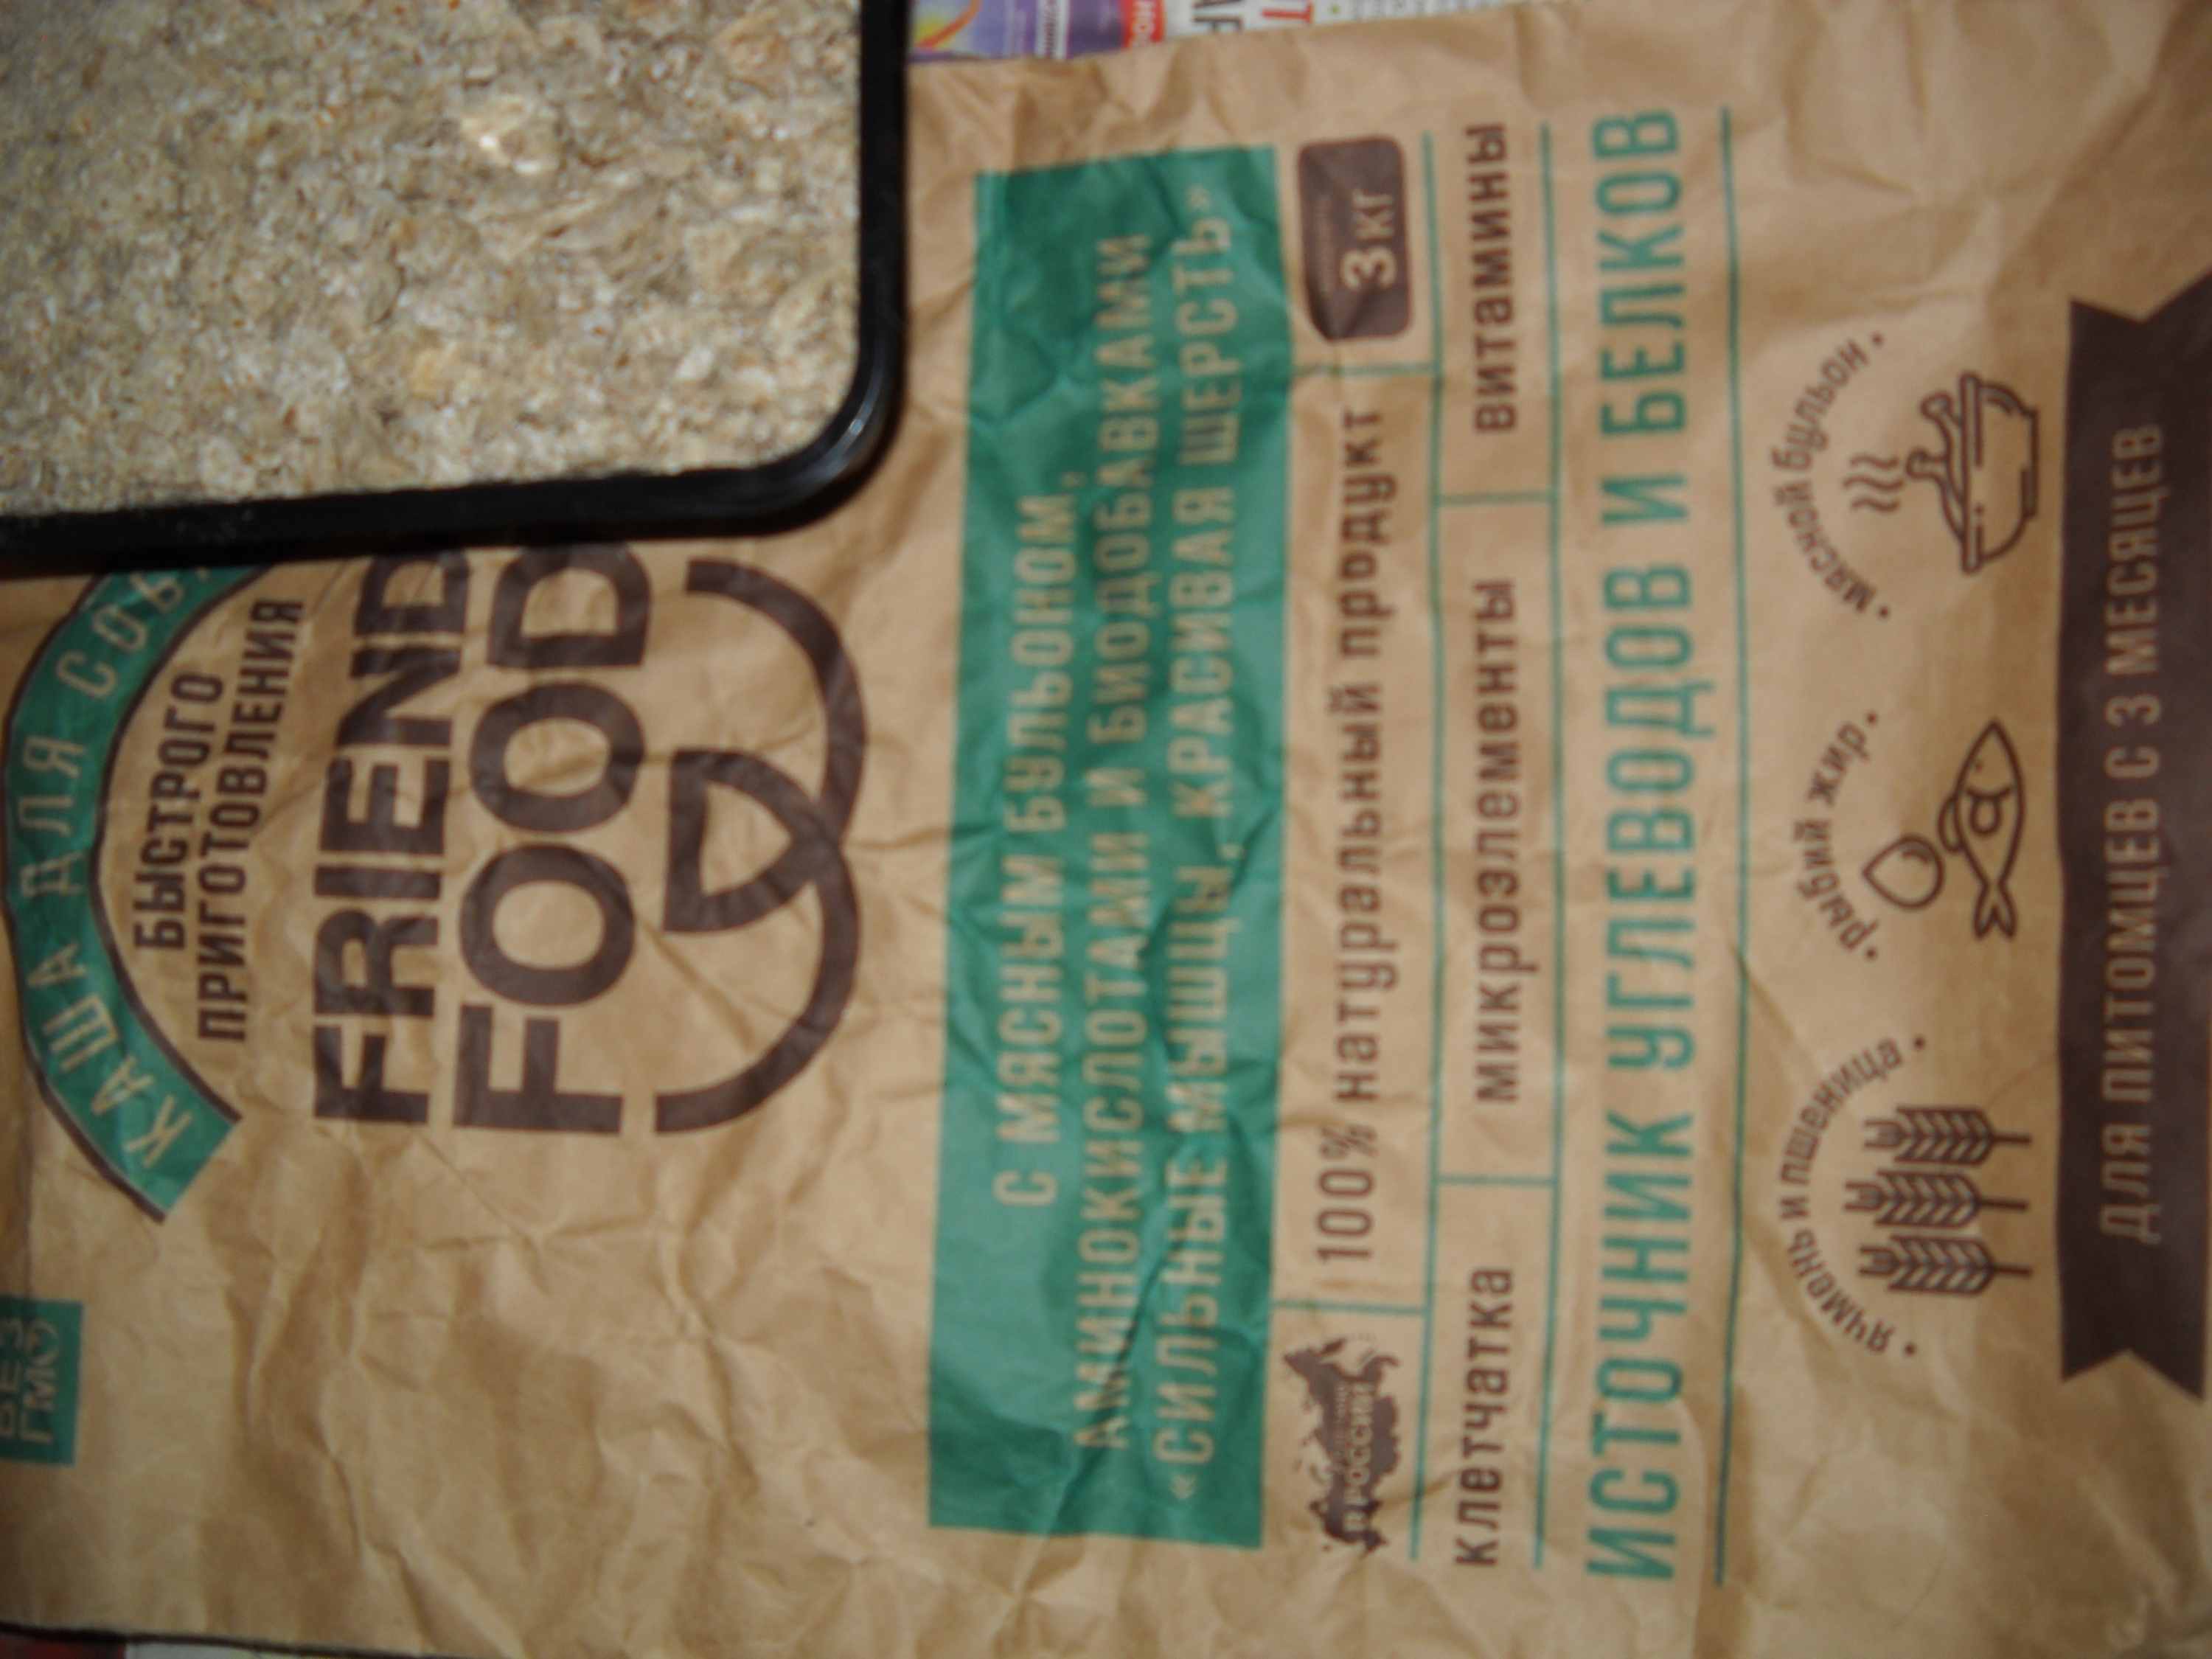 БЕЗ
ГМО
КАША ДЛЯ СОБ
БЫСТРОГО
ПРИГОТОВЛЕНИЯ
FRIEND
FOOD
С МЯСНЫМ БУЛЬОНОМ,
АМИНОКИСЛОТАМИ И БИОДОБАВКАМИ
«СИЛЬНЫЕ МЫШЦЫ, КРАСИВАЯ ШЕРСТЬ»
В РОССИИ
100% натуральный продукт
3 кг
клетчатка
микроэлементы
витамины
ИСТОЧНИК УГЛЕВОДОВ И БЕЛКОВ
• ячмень и пшеница •
• рыбий жир •
• мясной бульон •
ДЛЯ ПИТОМЦЕВ С 3 МЕСЯЦЕВ